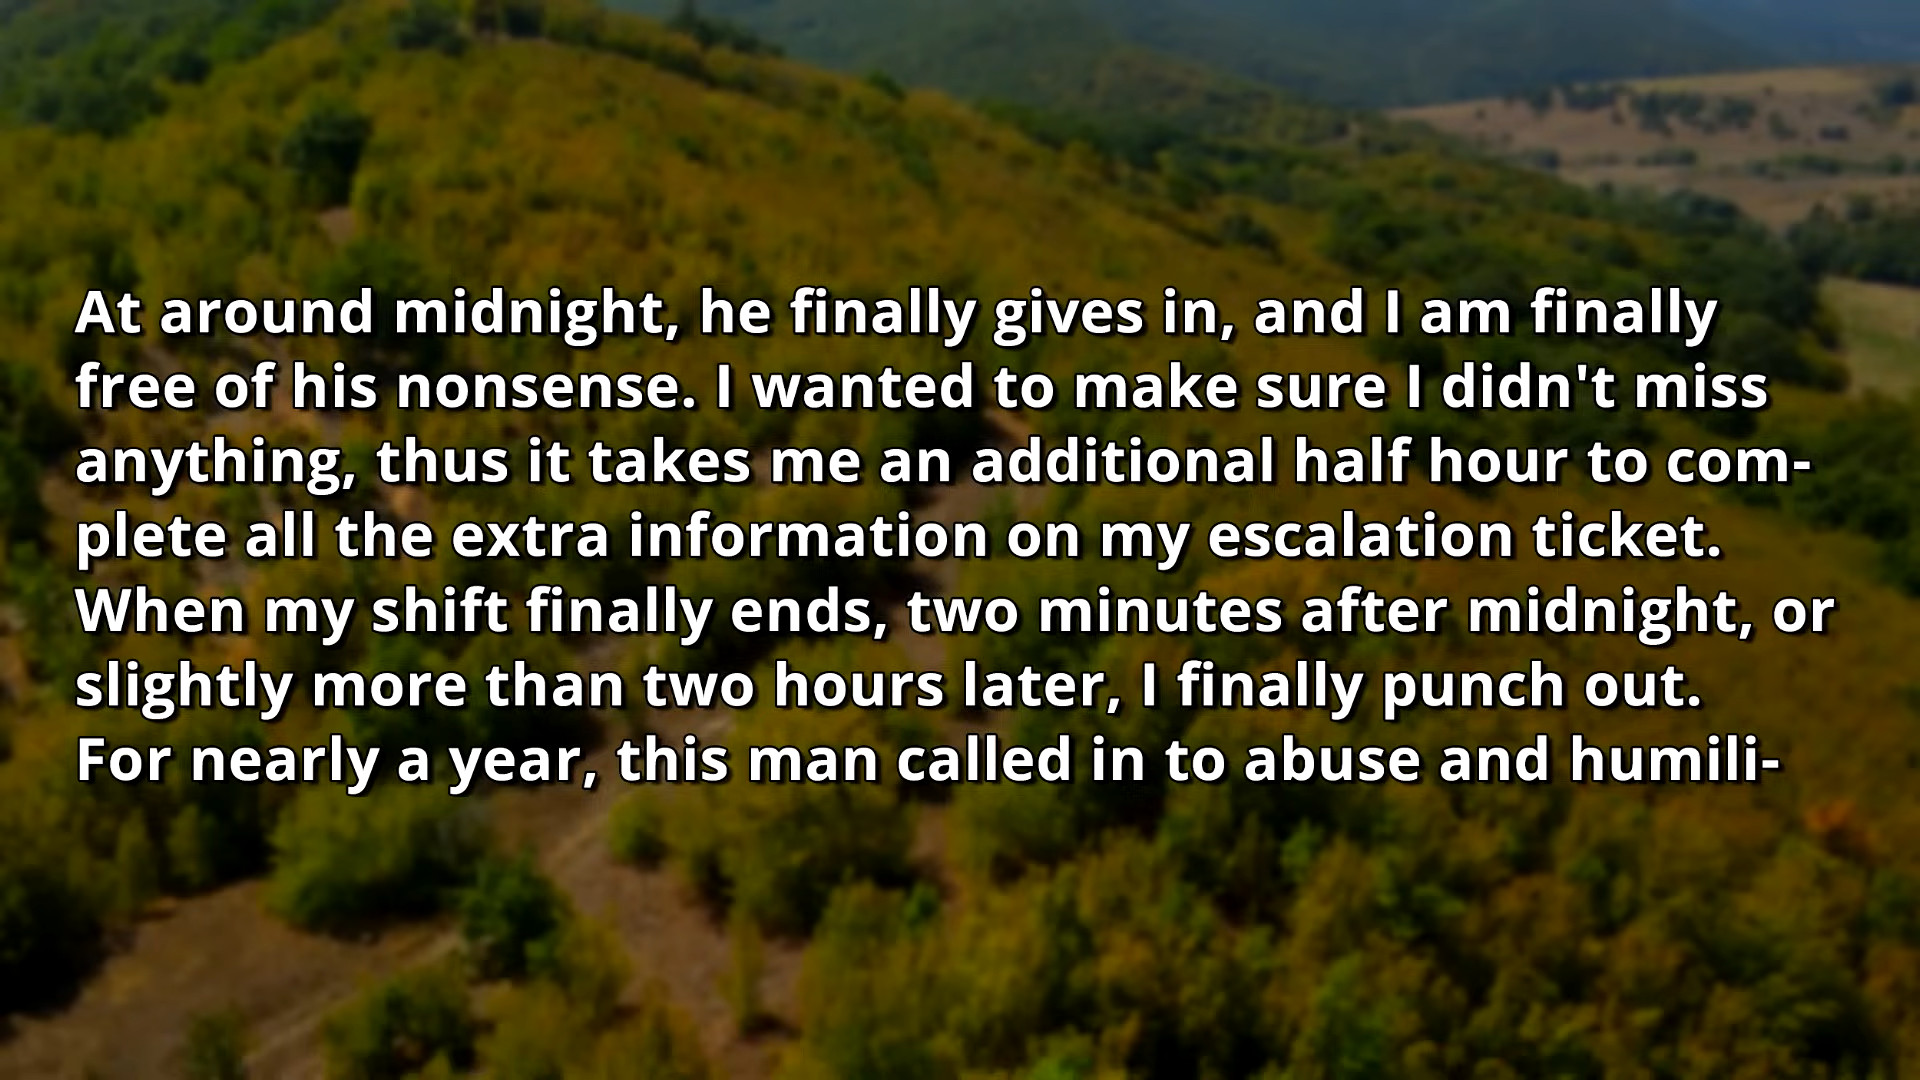 At around midnight, he finally gives in, and I am finally
free of his nonsense. I wanted to make sure I didn't miss
anything, thus it takes me an additional half hour to com-
plete all the extra information on my escalation ticket.
When my shift finally ends, two minutes after midnight, or
slightly more than two hours later, I finally punch out.
For nearly a year, this man called in to abuse and humili-